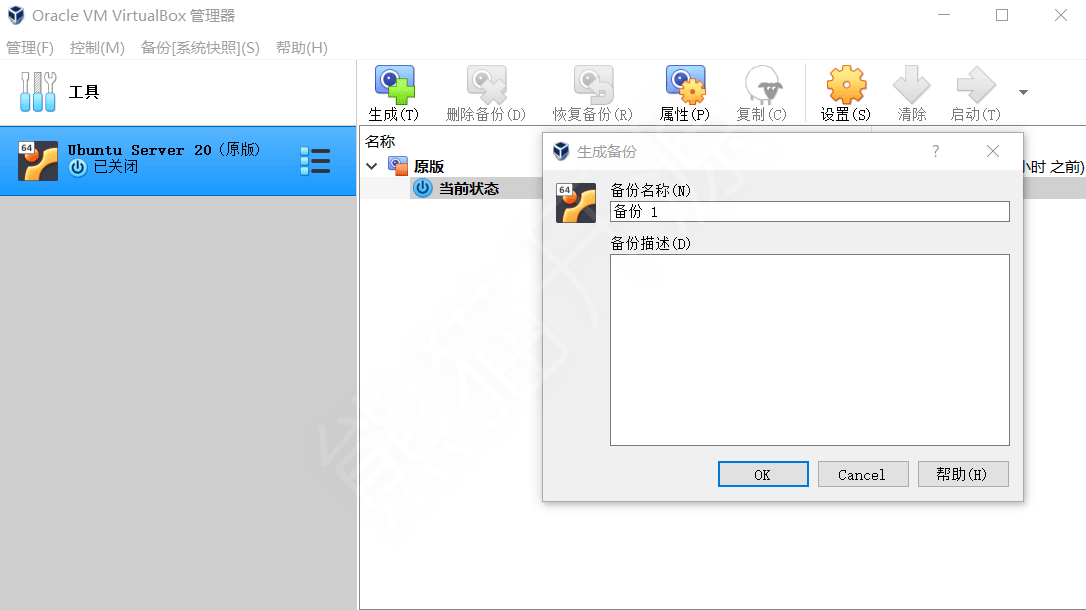 Oracle VM VirtualBox 管理器
管理(F) 控制(M) 备份[系统快照](S) 帮助(H)
工具
生成(T) 删除备份(D) 恢复备份(R) 属性(P) 复制(C) 设置(S) 清除 启动(T)
64
Ubuntu Server 20 (原版)
已关闭
名称
原版
小时 之前)
当前状态
生成备份 ?
64
备份名称(N)
备份 1
备份描述(D)
OK Cancel 帮助(H)